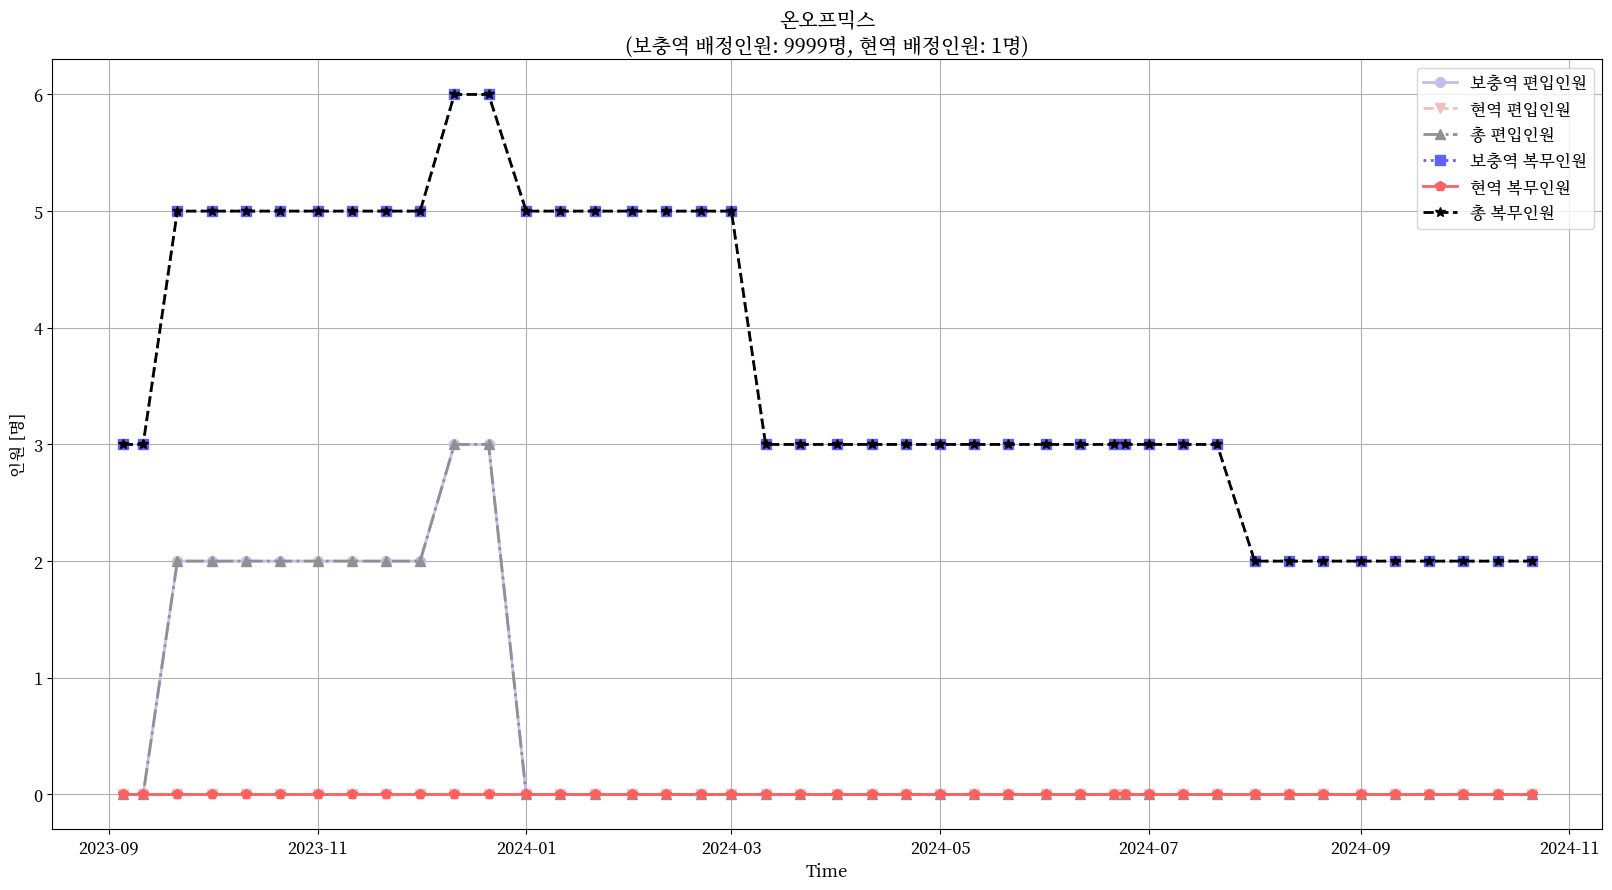 온오프믹스
(보충역 배정인원: 9999명, 현역 배정인원: 1명)
보충역 편입인원
현역 편입인원
총 편입인원
보충역 복무인원
현역 복무인원
총 복무인원
인원 [명]
6
5
4
3
2
1
0
2023-09
2023-11
2024-01
2024-03
2024-05
2024-07
2024-09
2024-11
Time